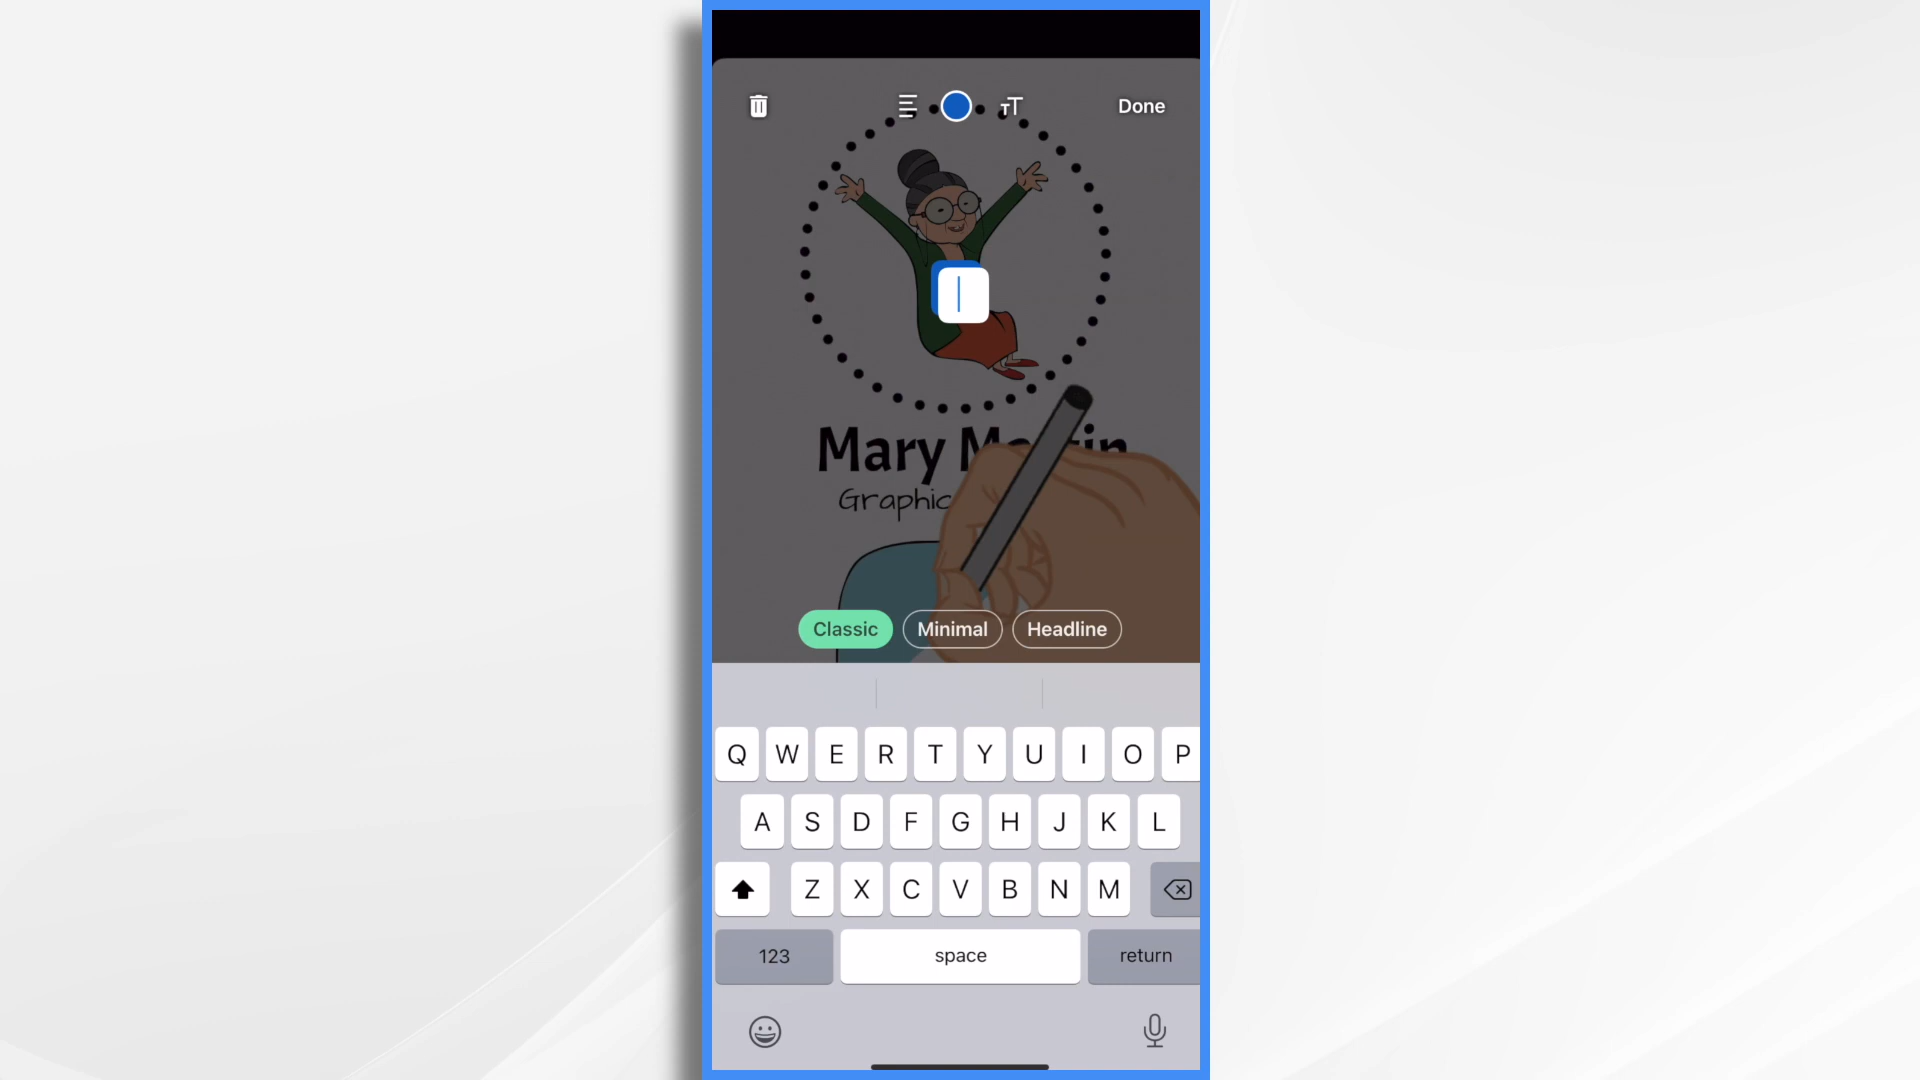 Done
Mary
Graphic
Classic Minimal Headline
Q W E R T Y U I O P
A S D F G H J K L
Z X C V B N M
123 space return